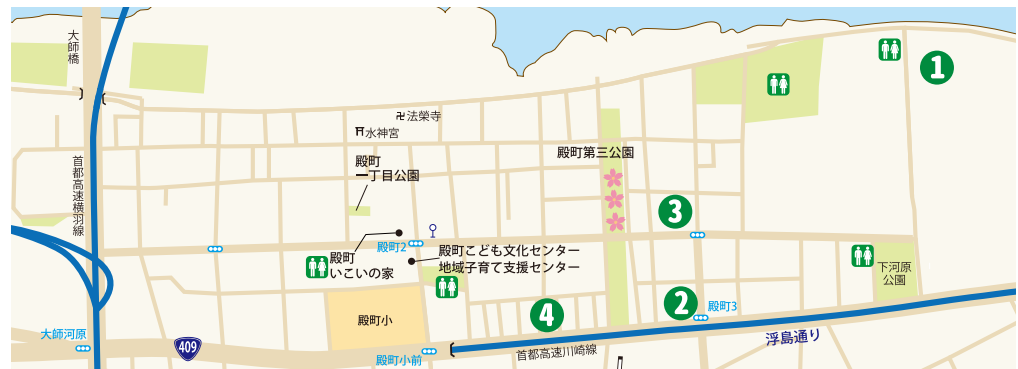 大師橋
1
卍法榮寺
水神宮
殿町第三公園
殿町
一丁目公園
首都高速横羽線
3
殿町2
殿町こども文化センター
地域子育て支援センター
殿町
いこいの家
下河原
公園
2
殿町3
4
殿町小
大師河原
409
殿町小前
首都高速川崎線
浮島通り